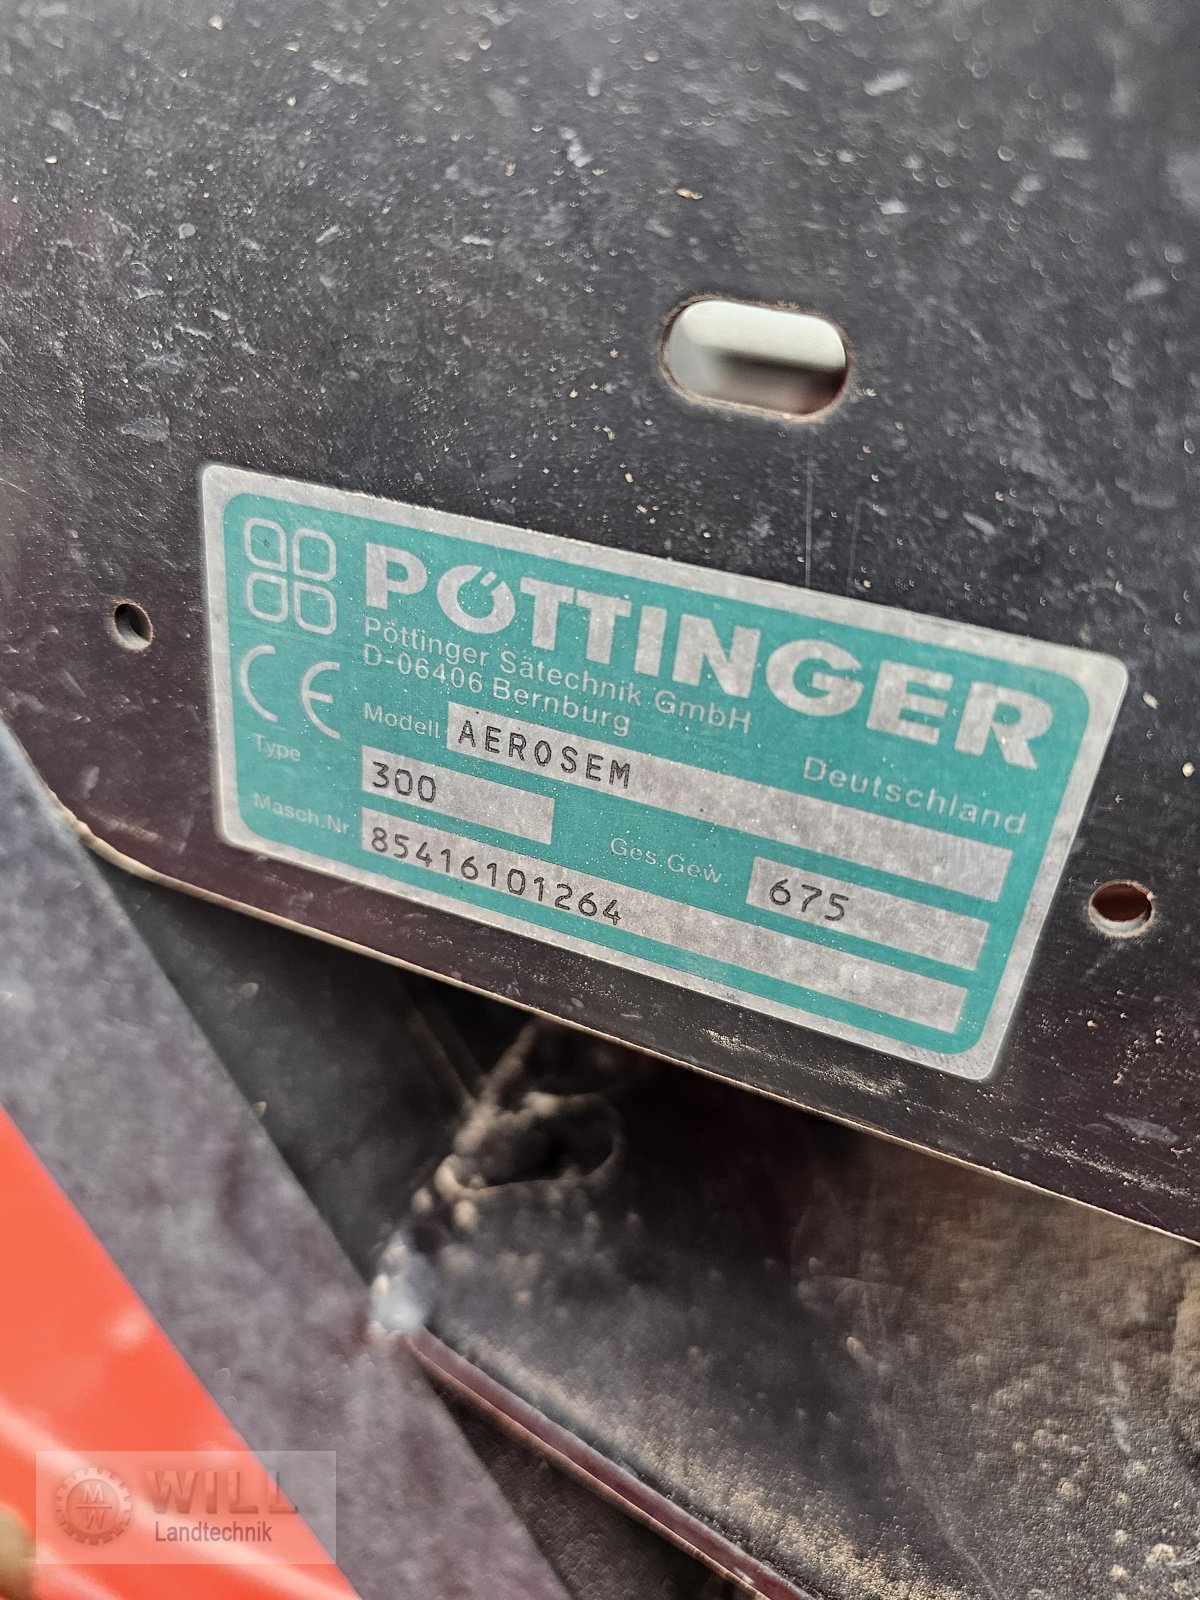 PÖTTINGER
Pöttinger Sätechnik GmbH
D-06406 Bernburg Deutschland
CE
Modell AEROSEM
Type 300
Ges.Gew. 675
Masch.Nr 85416101264
MW
WILL
Landtechnik